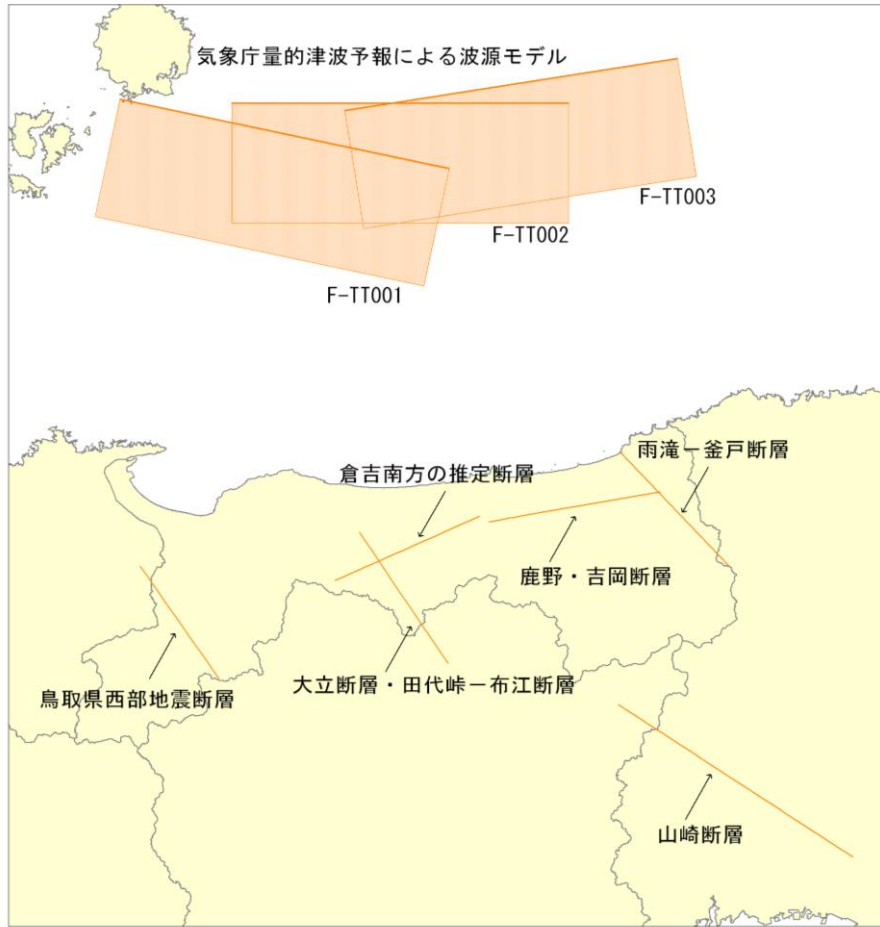 気象庁量的津波予報による波源モデル
F-TT003
F-TT002
F-TT001
雨滝－釜戸断層
倉吉南方の推定断層
鹿野・吉岡断層
大立断層・田代峠－布江断層
鳥取県西部地震断層
山崎断層